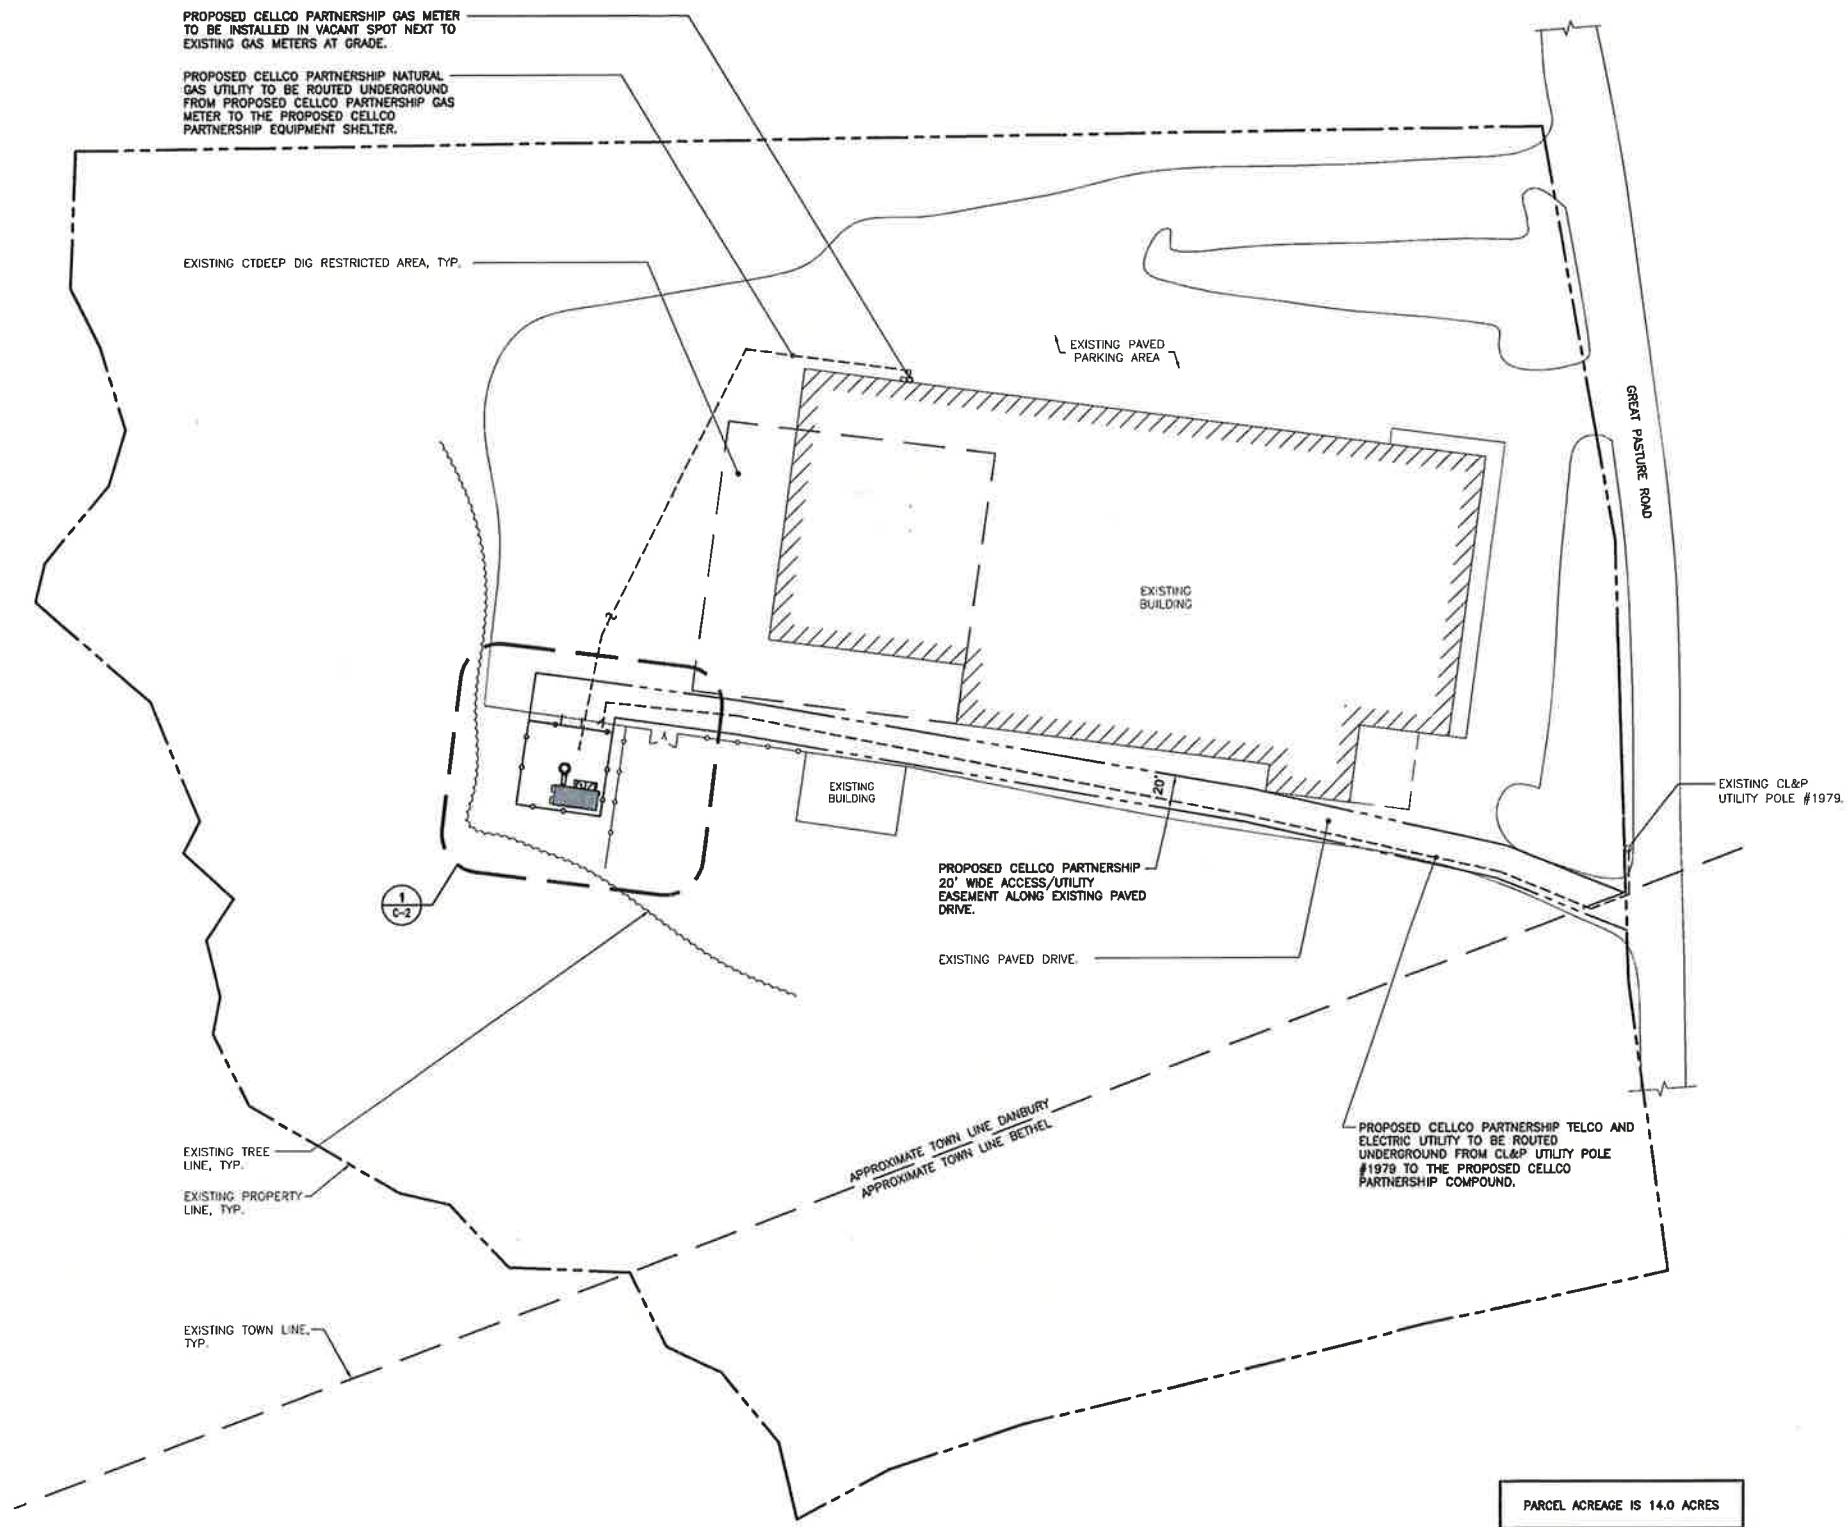 PROPOSED CELLCO PARTNERSHIP GAS METER
TO BE INSTALLED IN VACANT SPOT NEXT TO
EXISTING GAS METERS AT GRADE.
PROPOSED CELLCO PARTNERSHIP NATURAL
GAS UTILITY TO BE ROUTED UNDERGROUND
FROM PROPOSED CELLCO PARTNERSHIP GAS
METER TO THE PROPOSED CELLCO
PARTNERSHIP EQUIPMENT SHELTER.
EXISTING CTDEEP DIG RESTRICTED AREA, TYP.
EXISTING PAVED
PARKING AREA
GREAT PASTURE ROAD
EXISTING
BUILDING
EXISTING
BUILDING
20'
EXISTING CL&P
UTILITY POLE #1979.
PROPOSED CELLCO PARTNERSHIP
20' WIDE ACCESS/UTILITY
EASEMENT ALONG EXISTING PAVED
DRIVE.
1
C-2
EXISTING PAVED DRIVE.
APPROXIMATE TOWN LINE DANBURY
APPROXIMATE TOWN LINE BETHEL
PROPOSED CELLCO PARTNERSHIP TELCO AND
ELECTRIC UTILITY TO BE ROUTED
UNDERGROUND FROM CL&P UTILITY POLE
#1979 TO THE PROPOSED CELLCO
PARTNERSHIP COMPOUND.
EXISTING TREE
LINE, TYP.
EXISTING PROPERTY
LINE, TYP.
EXISTING TOWN LINE,
TYP.
PARCEL ACREAGE IS 14.0 ACRES